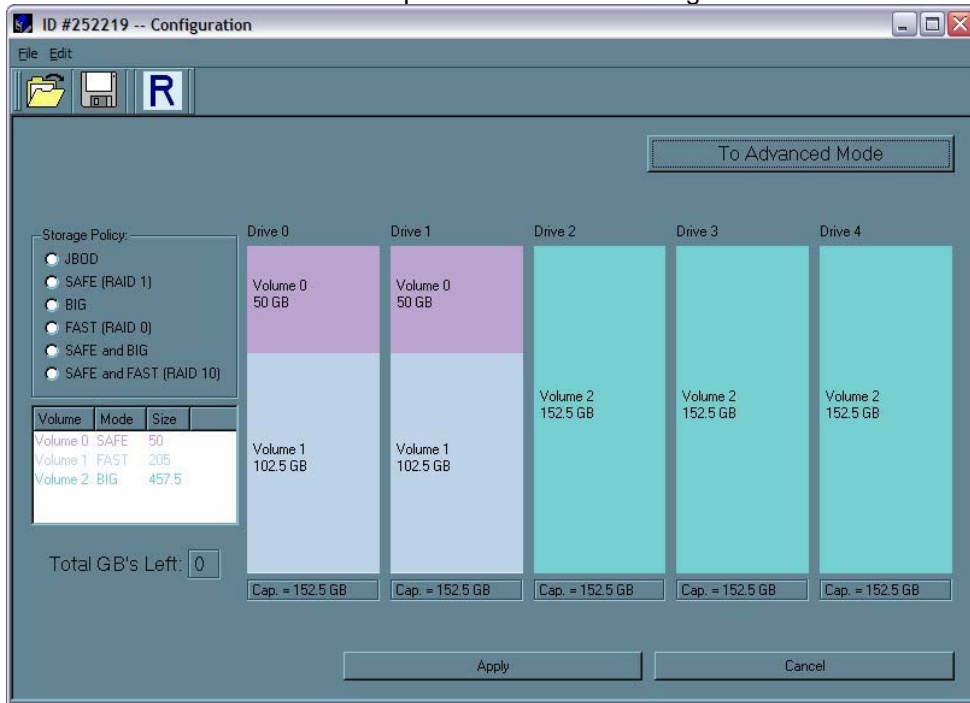 ID #252219 -- Configuration
File Edit
R
To Advanced Mode
Storage Policy:
JBOD
SAFE (RAID 1)
BIG
FAST (RAID 0)
SAFE and BIG
SAFE and FAST (RAID 10)
Volume Mode Size
Volume 0 SAFE 50
Volume 1 FAST 205
Volume 2 BIG 457.5
Total GB's Left: 0
Drive 0
Volume 0
50 GB
Volume 1
102.5 GB
Cap. = 152.5 GB
Drive 1
Volume 0
50 GB
Volume 1
102.5 GB
Cap. = 152.5 GB
Drive 2
Volume 2
152.5 GB
Cap. = 152.5 GB
Drive 3
Volume 2
152.5 GB
Cap. = 152.5 GB
Drive 4
Volume 2
152.5 GB
Cap. = 152.5 GB
Apply
Cancel